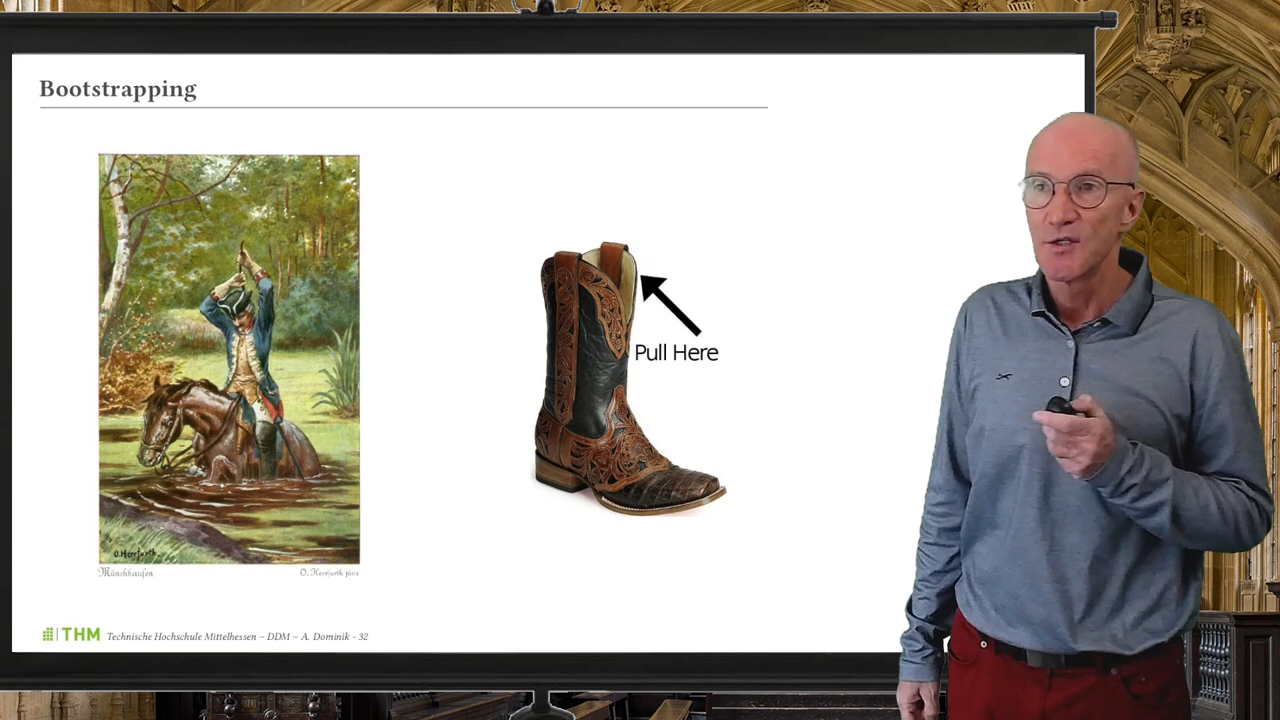 Bootstrapping
Pull Here
O. Herrfurth
Münchhausen
O. Herrfurth pinx
THM Technische Hochschule Mittelhessen – DDM – A. Dominik - 32